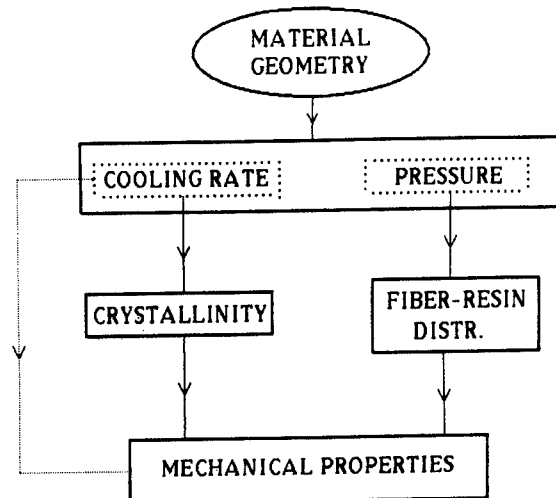 MATERIAL
GEOMETRY
COOLING RATE
PRESSURE
CRYSTALLINITY
FIBER-RESIN
DISTR.
MECHANICAL PROPERTIES